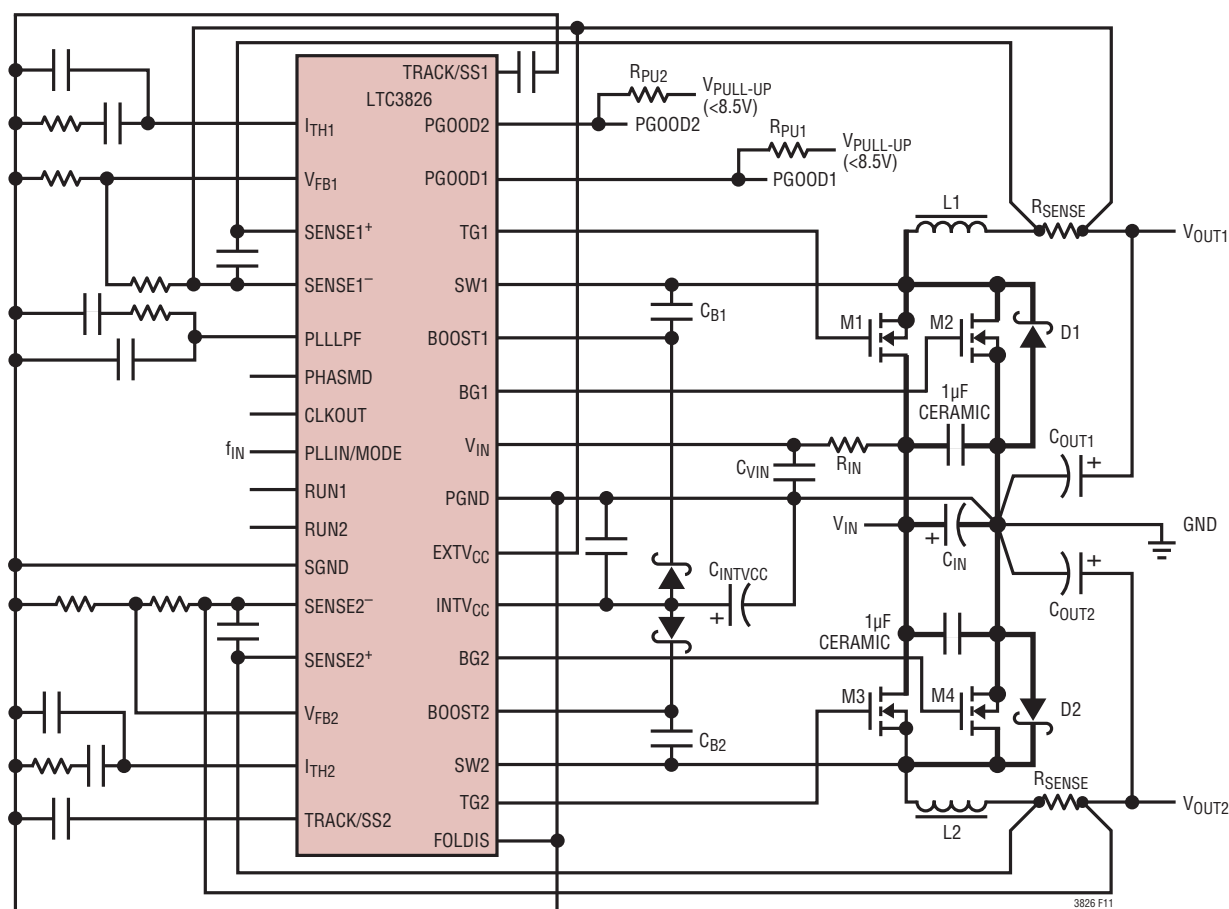 TRACK/SS1
LTC3826
RPU2
VPULL-UP
(<8.5V)
ITH1
PGOOD2
PGOOD2
RPU1
VPULL-UP
(<8.5V)
VFB1
PGOOD1
PGOOD1
L1
RSENSE
SENSE1+
TG1
VOUT1
SENSE1–
SW1
CB1
M1
M2
D1
PLLLPF
BOOST1
PHASMD
BG1
1µF
CERAMIC
CLKOUT
fIN
PLLIN/MODE
VIN
CVIN
RIN
COUT1
RUN1
PGND
RUN2
VIN
CIN
GND
SGND
EXTVCC
CINTVCC
COUT2
SENSE2–
INTVCC
1µF
CERAMIC
SENSE2+
BG2
M3
M4
D2
VFB2
BOOST2
CB2
ITH2
SW2
RSENSE
TG2
L2
VOUT2
TRACK/SS2
FOLDIS
3826 F11
+
+
+
+